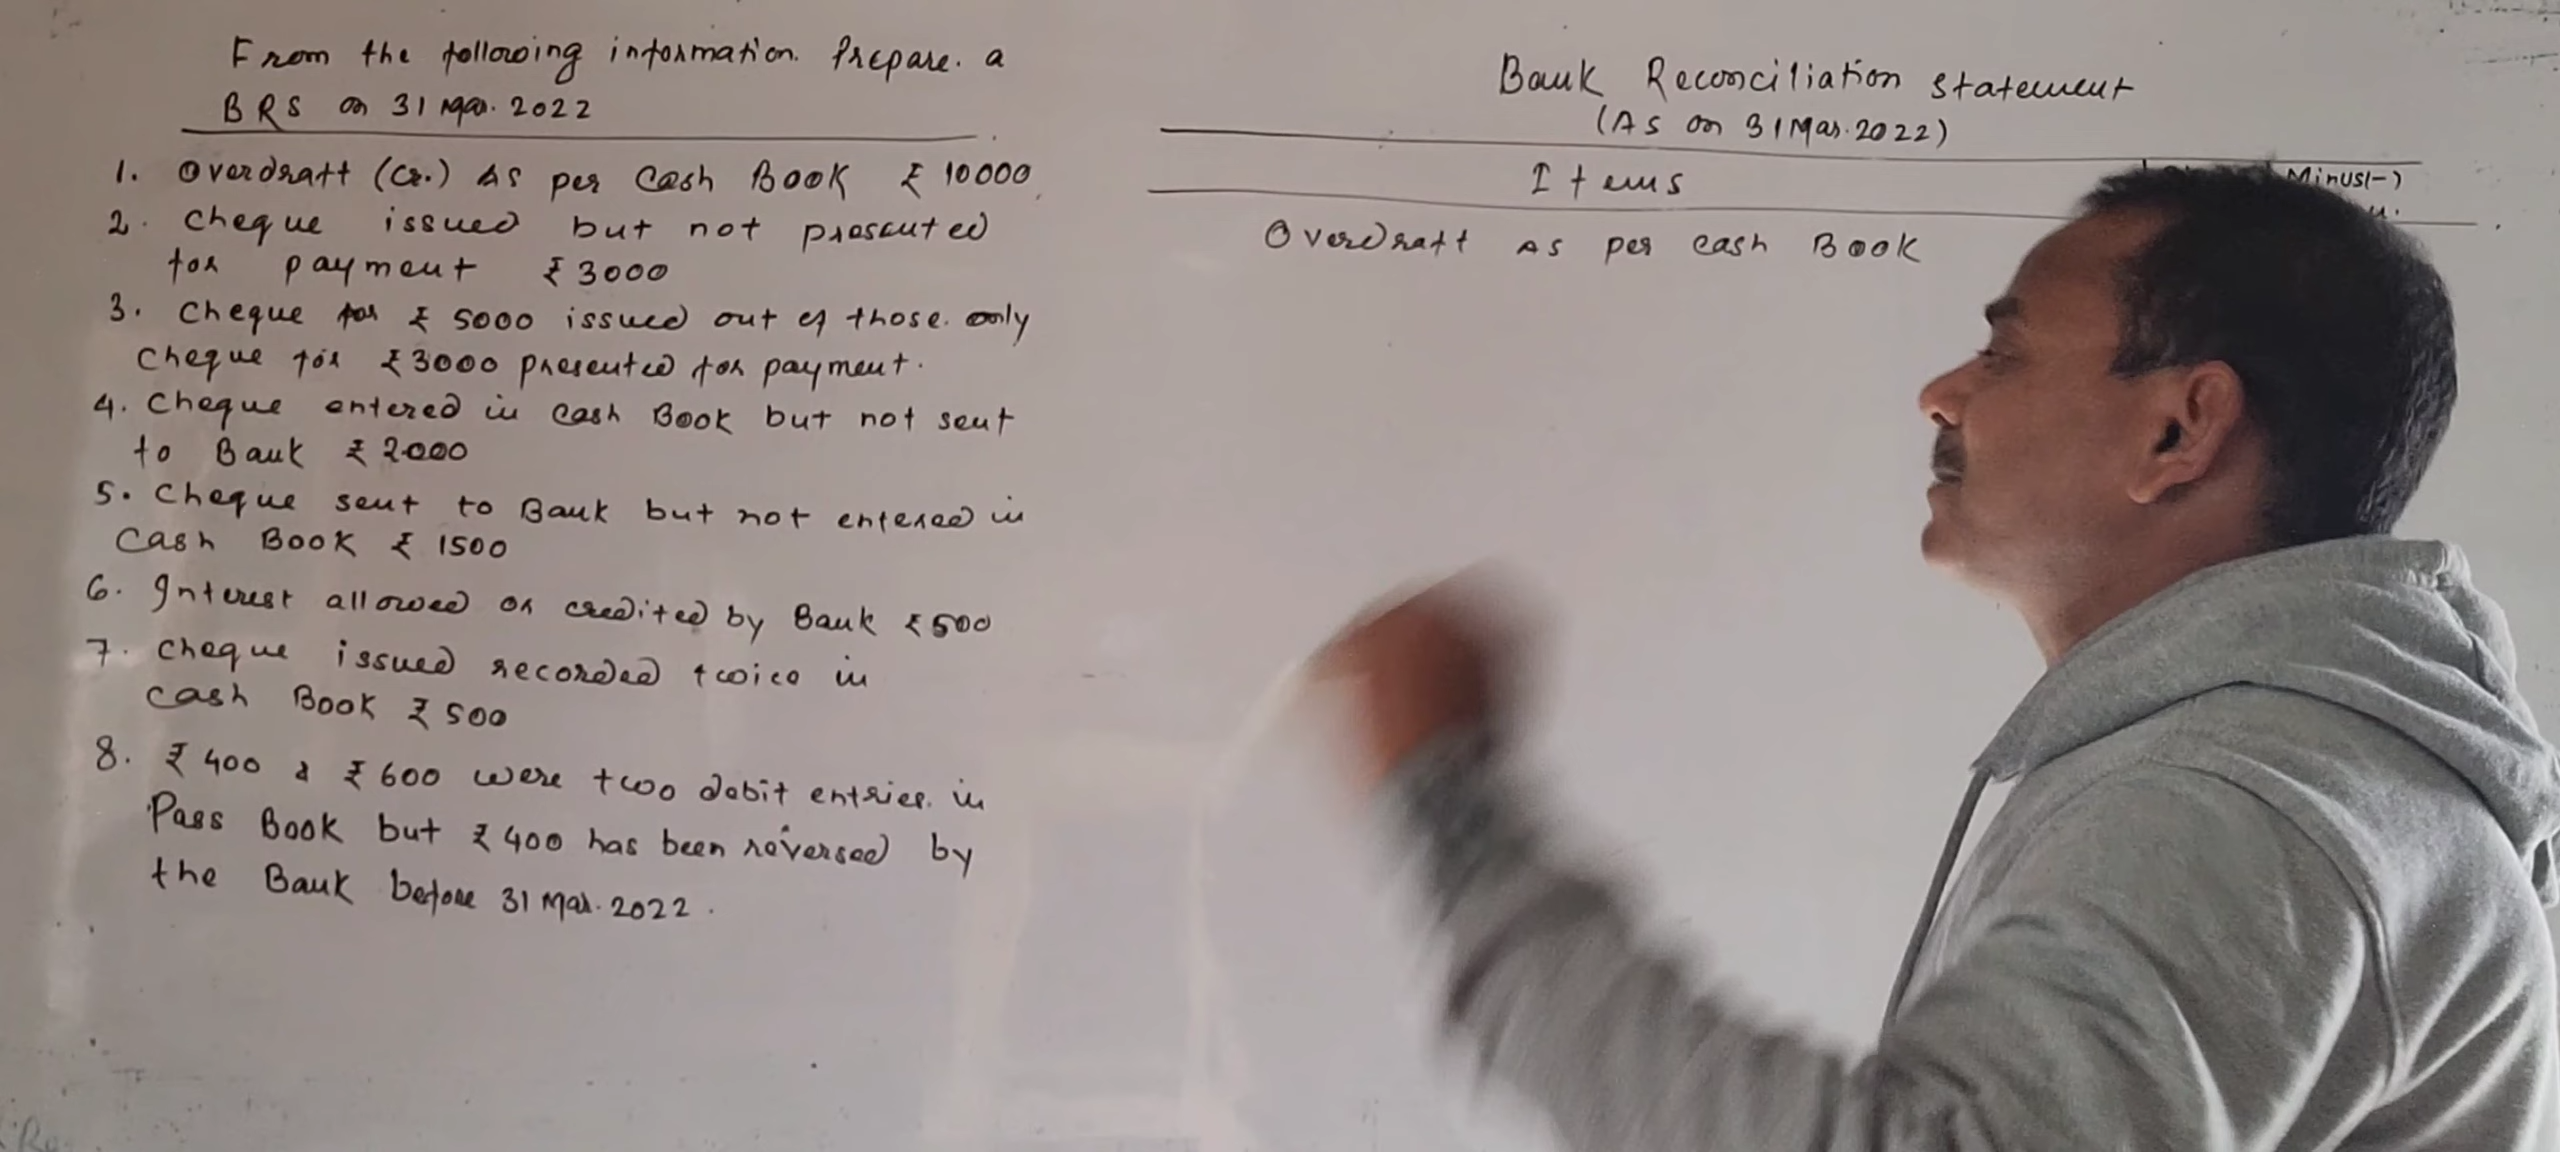 From the following information. Prepare. a
BRS on 31 Mar. 2022
1. Overdraft (Cr.) As per Cash Book ₹ 10000
2. Cheque issued but not presented
for payment ₹ 3000
3. Cheque for ₹ 5000 issued out of those. only
Cheque for ₹ 3000 presented for payment.
4. Cheque entered in Cash Book but not sent
to Bank ₹ 2000
5. Cheque sent to Bank but not entered in
Cash Book ₹ 1500
6. Interest allowed or credited by Bank ₹ 500
7. Cheque issued recorded twice in
Cash Book ₹ 500
8. ₹ 400 & ₹ 600 were two debit entries. in
Pass Book but ₹ 400 has been reversed by
the Bank before 31 Mar. 2022.
Bank Reconciliation Statement
(As on 31 Mar. 2022)
Items Minus(-)
Overdraft As per Cash Book